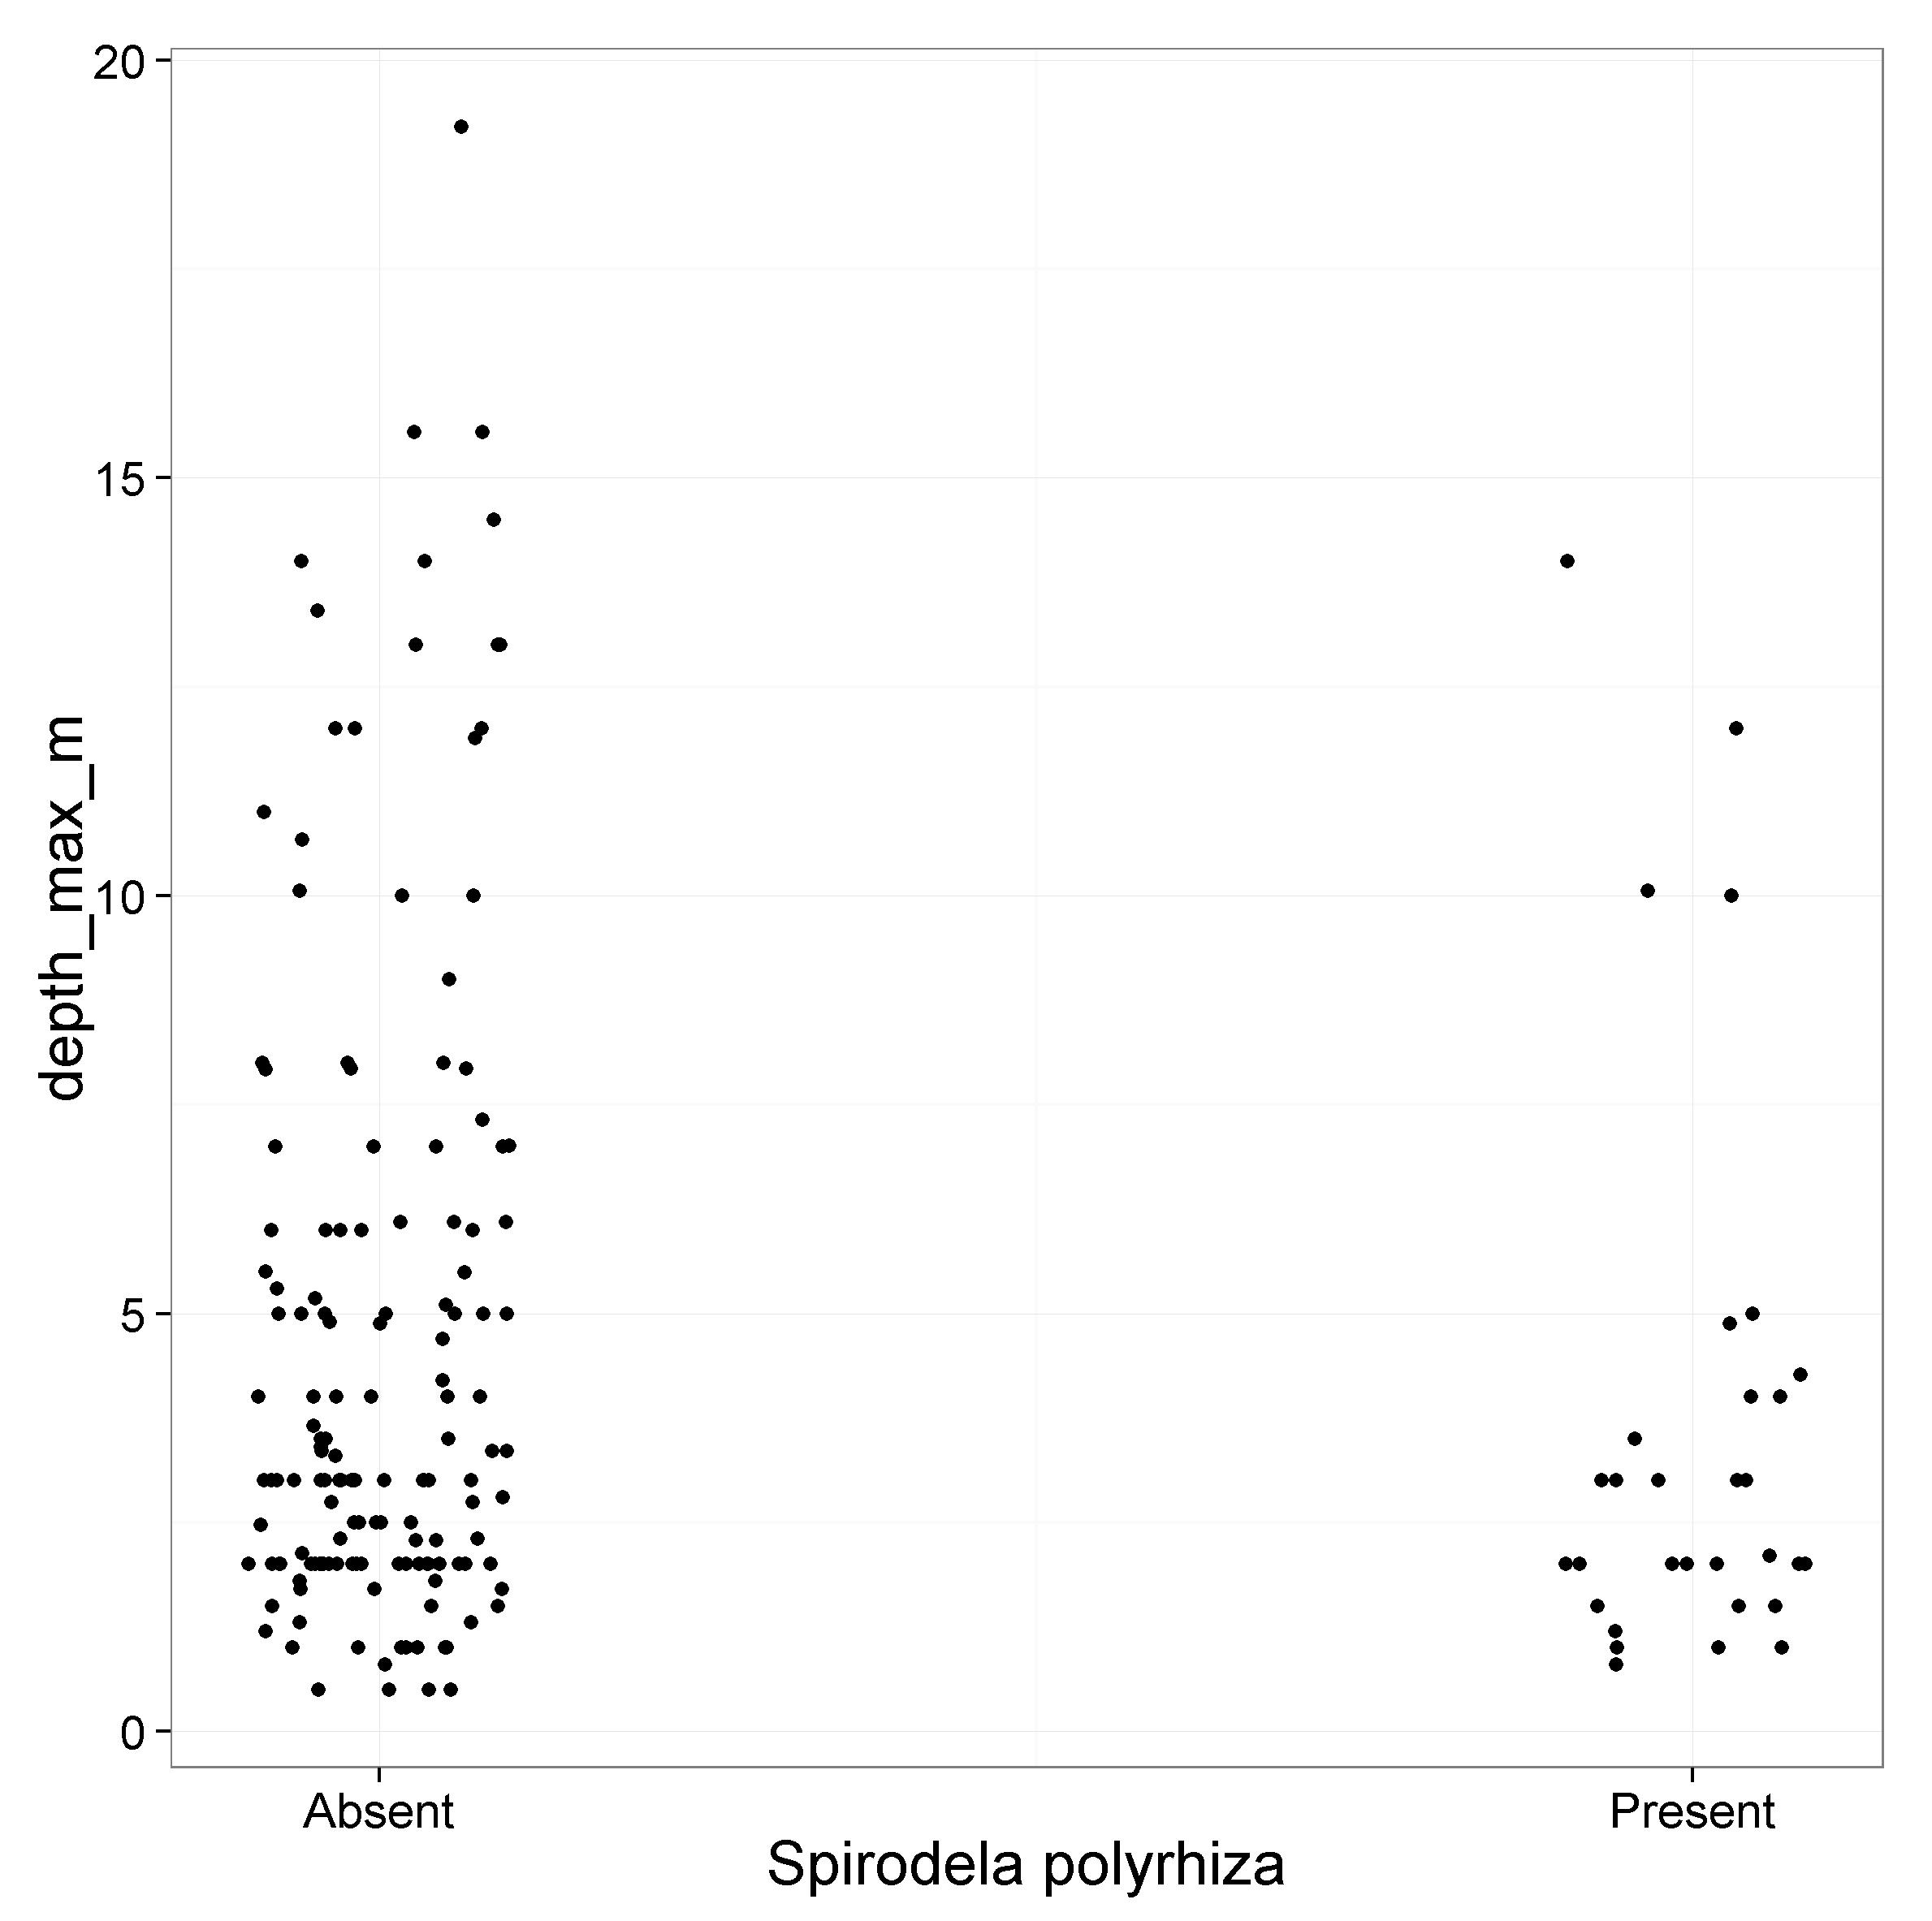 20
15
10
5
0
depth_max_m
Absent
Present
Spirodela polyrhiza